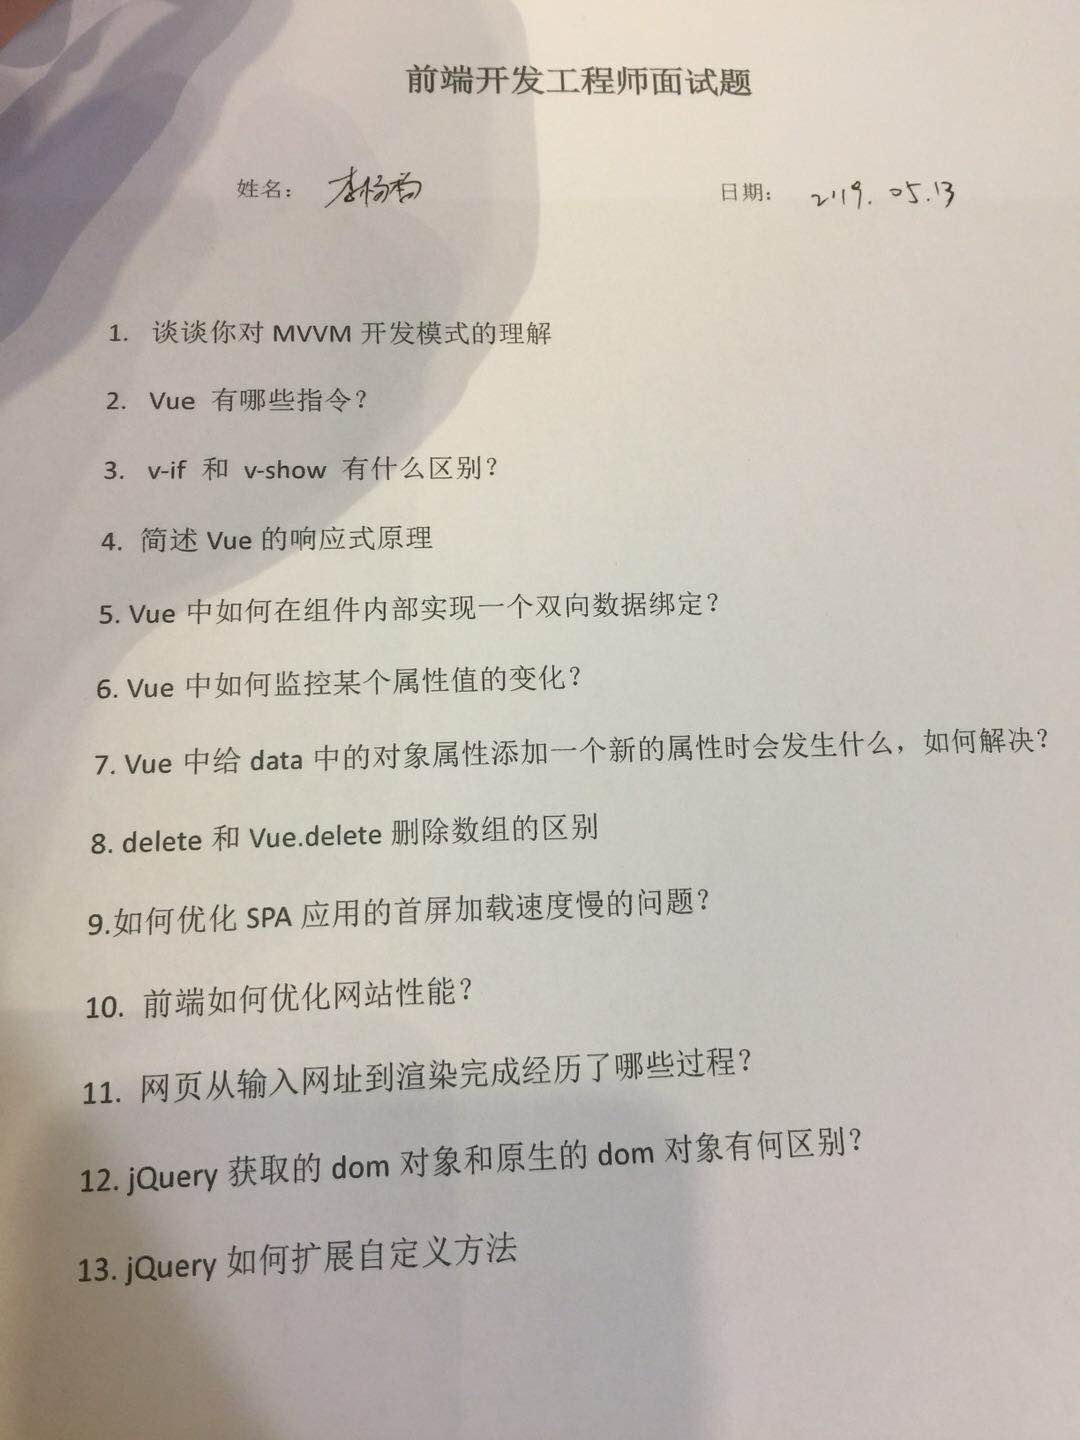 前端开发工程师面试题
姓名： 李杨 日期： 2019.05.13
1. 谈谈你对 MVVM 开发模式的理解
2. Vue 有哪些指令？
3. v-if 和 v-show 有什么区别？
4. 简述 Vue 的响应式原理
5. Vue 中如何在组件内部实现一个双向数据绑定？
6. Vue 中如何监控某个属性值的变化？
7. Vue 中给 data 中的对象属性添加一个新的属性时会发生什么，如何解决？
8. delete 和 Vue.delete 删除数组的区别
9.如何优化 SPA 应用的首屏加载速度慢的问题？
10. 前端如何优化网站性能？
11. 网页从输入网址到渲染完成经历了哪些过程？
12. jQuery 获取的 dom 对象和原生的 dom 对象有何区别？
13. jQuery 如何扩展自定义方法